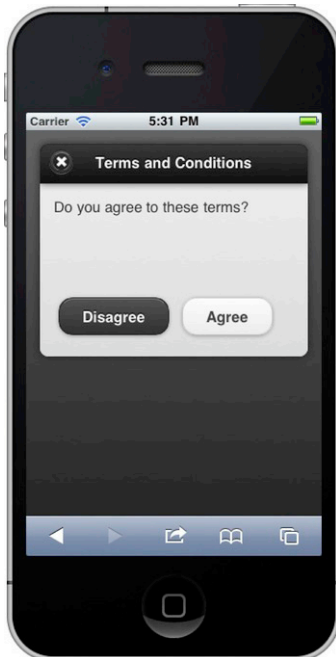 Carrier 5:31 PM
Terms and Conditions
Do you agree to these terms?
Disagree Agree